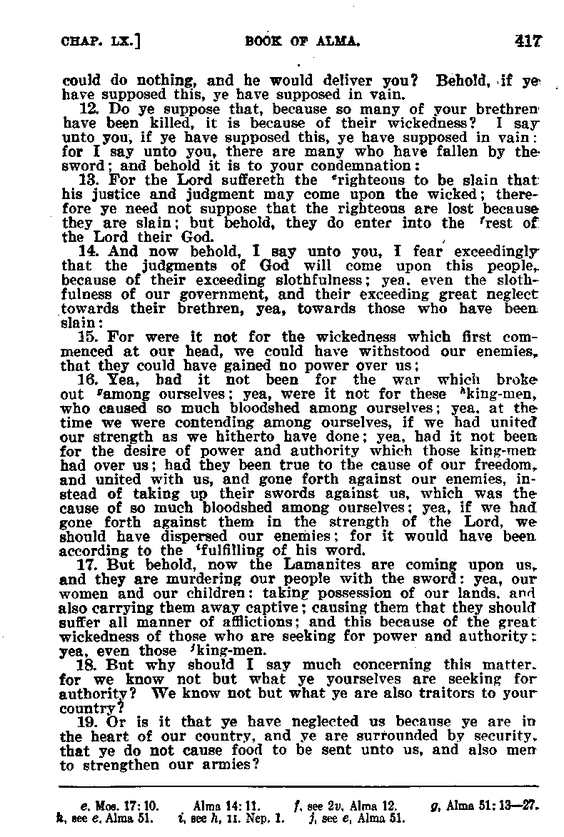 CHAP. LX.] BOOK OF ALMA. 417
could do nothing, and he would deliver you? Behold, if ye
have supposed this, ye have supposed in vain.
12. Do ye suppose that, because so many of your brethren
have been killed, it is because of their wickedness? I say
unto you, if ye have supposed this, ye have supposed in vain:
for I say unto you, there are many who have fallen by the
sword; and behold it is to your condemnation:
13. For the Lord suffereth the ᵉrighteous to be slain that
his justice and judgment may come upon the wicked; there-
fore ye need not suppose that the righteous are lost because
they are slain; but behold, they do enter into the ᶠrest of
the Lord their God.
14. And now behold, I say unto you, I fear exceedingly
that the judgments of God will come upon this people,
because of their exceeding slothfulness; yea, even the sloth-
fulness of our government, and their exceeding great neglect
towards their brethren, yea, towards those who have been
slain:
15. For were it not for the wickedness which first com-
menced at our head, we could have withstood our enemies,
that they could have gained no power over us;
16. Yea, had it not been for the war which broke
out ᵍamong ourselves; yea, were it not for these ʰking-men,
who caused so much bloodshed among ourselves; yea, at the
time we were contending among ourselves, if we had united
our strength as we hitherto have done; yea, had it not been
for the desire of power and authority which those king-men
had over us; had they been true to the cause of our freedom,
and united with us, and gone forth against our enemies, in-
stead of taking up their swords against us, which was the
cause of so much bloodshed among ourselves; yea, if we had
gone forth against them in the strength of the Lord, we
should have dispersed our enemies; for it would have been
according to the ⁱfulfilling of his word.
17. But behold, now the Lamanites are coming upon us,
and they are murdering our people with the sword: yea, our
women and our children: taking possession of our lands, and
also carrying them away captive; causing them that they should
suffer all manner of afflictions; and this because of the great
wickedness of those who are seeking for power and authority;
yea, even those ʲking-men.
18. But why should I say much concerning this matter,
for we know not but what ye yourselves are seeking for
authority? We know not but what ye are also traitors to your
country?
19. Or is it that ye have neglected us because ye are in
the heart of our country, and ye are surrounded by security,
that ye do not cause food to be sent unto us, and also men
to strengthen our armies?
e. Mos. 17: 10. Alma 14: 11. f, see 2v, Alma 12. g, Alma 51: 13—27.
h, see e. Alma 51. i, see h, II. Nep. 1. j, see e, Alma 51.